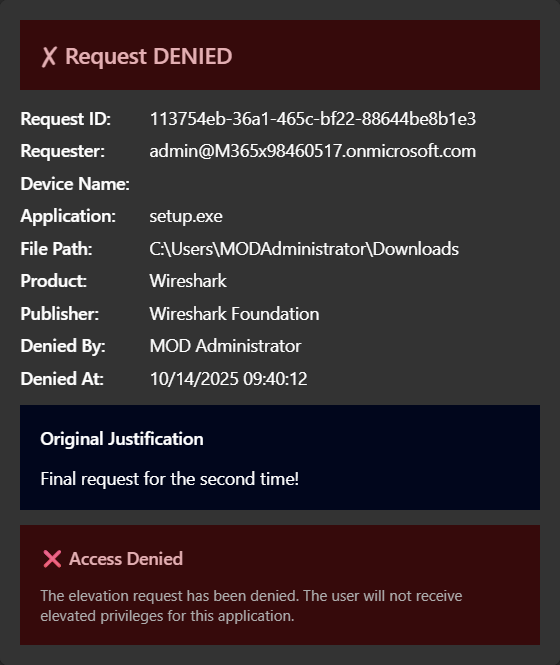 ✗ Request DENIED
Request ID: 113754eb-36a1-465c-bf22-88644be8b1e3
Requester: admin@M365x98460517.onmicrosoft.com
Device Name:
Application: setup.exe
File Path: C:\Users\MODAdministrator\Downloads
Product: Wireshark
Publisher: Wireshark Foundation
Denied By: MOD Administrator
Denied At: 10/14/2025 09:40:12
Original Justification
Final request for the second time!
❌ Access Denied
The elevation request has been denied. The user will not receive
elevated privileges for this application.